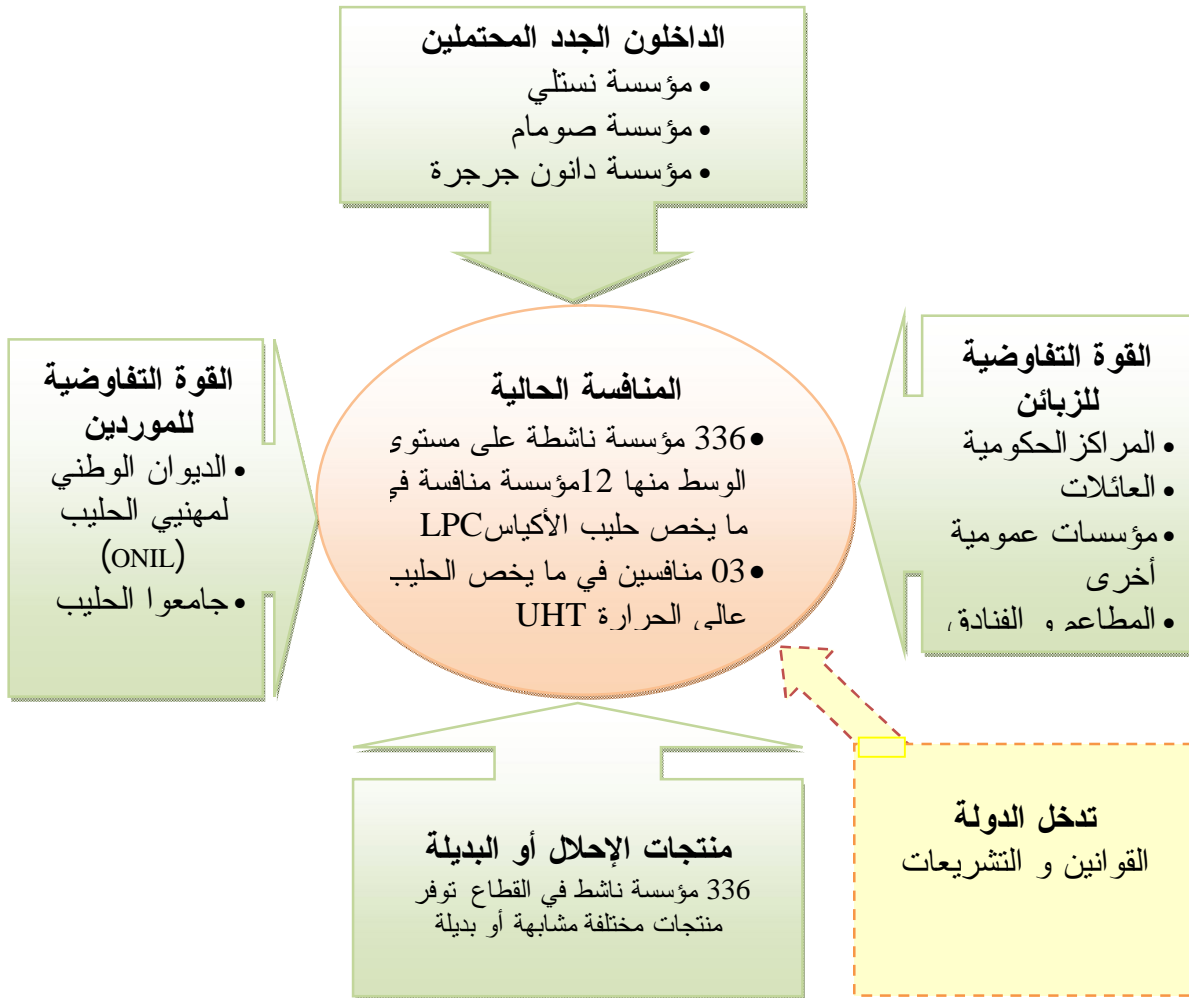 الداخلون الجدد المحتملين
• مؤسسة نستلي
• مؤسسة صومام
• مؤسسة دانون جرجرة
القوة التفاوضية
للزبائن
• المراكز الحكومية
• العائلات
• مؤسسات عمومية
أخرى
• المطاعم و الفنادق
المنافسة الحالية
• 336 مؤسسة ناشطة على مستوى
الوسط منها 12مؤسسة منافسة في
ما يخص حليب الأكياس LPC
• 03 منافسين في ما يخص الحليب
عالي الحرارة UHT
القوة التفاوضية
للموردين
• الديوان الوطني
لمهنيي الحليب
(ONIL)
• جامعوا الحليب
منتجات الإحلال أو البديلة
336 مؤسسة ناشط في القطاع توفر
منتجات مختلفة مشابهة أو بديلة
تدخل الدولة
القوانين و التشريعات